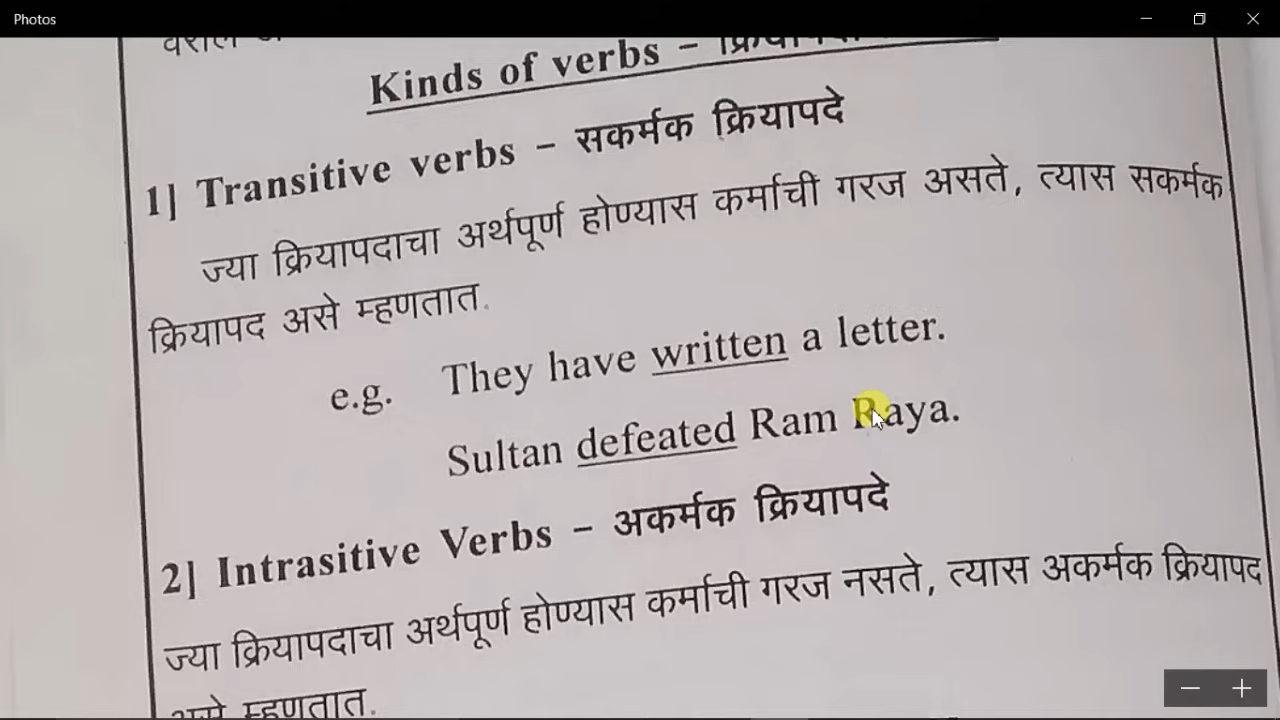 Photos
Kinds of verbs –
1] Transitive verbs – सकर्मक क्रियापदे
ज्या क्रियापदाचा अर्थपूर्ण होण्यास कर्माची गरज असते, त्यास सकर्मक
क्रियापद असे म्हणतात.
e.g. They have written a letter.
Sultan defeated Ram Raya.
2] Intrasitive Verbs – अकर्मक क्रियापदे
ज्या क्रियापदाचा अर्थपूर्ण होण्यास कर्माची गरज नसते, त्यास अकर्मक क्रियापद
असे म्हणतात.